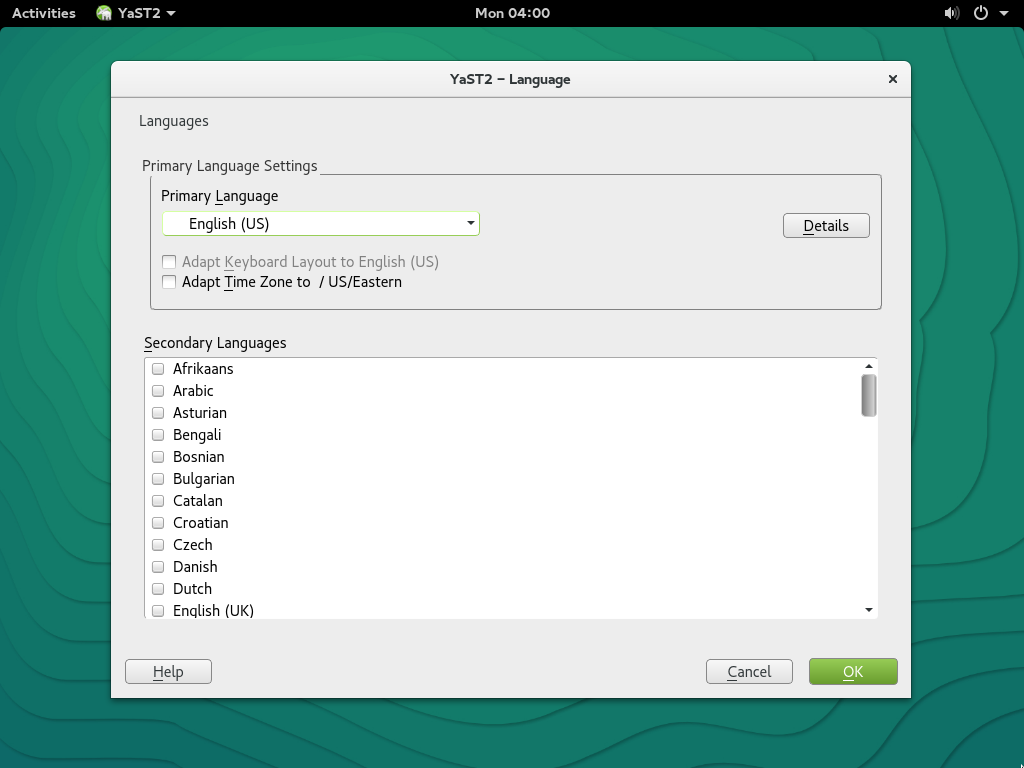 Activities YaST2 Mon 04:00
YaST2 – Language
Languages
Primary Language Settings
Primary Language
English (US)
Details
Adapt Keyboard Layout to English (US)
Adapt Time Zone to / US/Eastern
Secondary Languages
Afrikaans
Arabic
Asturian
Bengali
Bosnian
Bulgarian
Catalan
Croatian
Czech
Danish
Dutch
English (UK)
Help Cancel OK